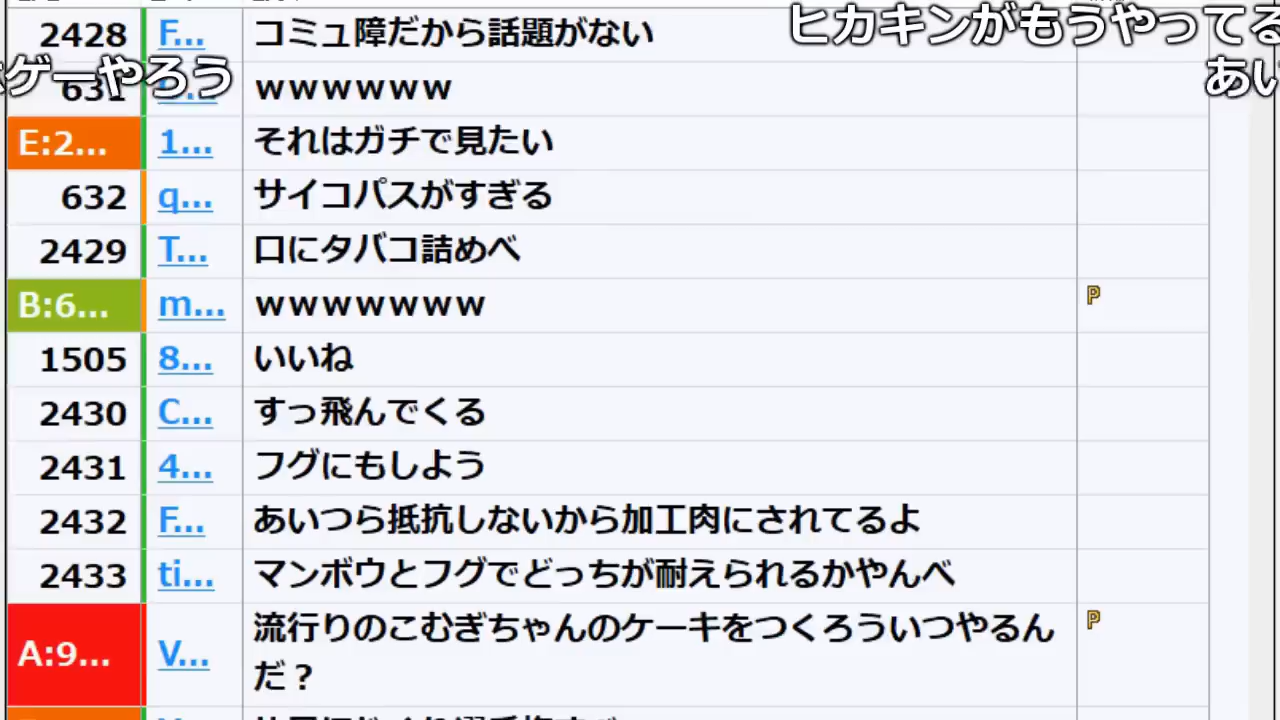 2428 F... コミュ障だから話題がない
ヒカキンがもうやってる
ゲーやろう
あい
631 wwwwww
E:2... 1... それはガチで見たい
632 q... サイコパスがすぎる
2429 T... 口にタバコ詰めべ
B:6... m... wwwwwww P
1505 8... いいね
2430 C... すっ飛んでくる
2431 4... フグにもしよう
2432 F... あいつら抵抗しないから加工肉にされてるよ
2433 ti... マンボウとフグでどっちが耐えられるかやんべ
A:9... V... 流行りのこむぎちゃんのケーキをつくろういつやるん P
だ？